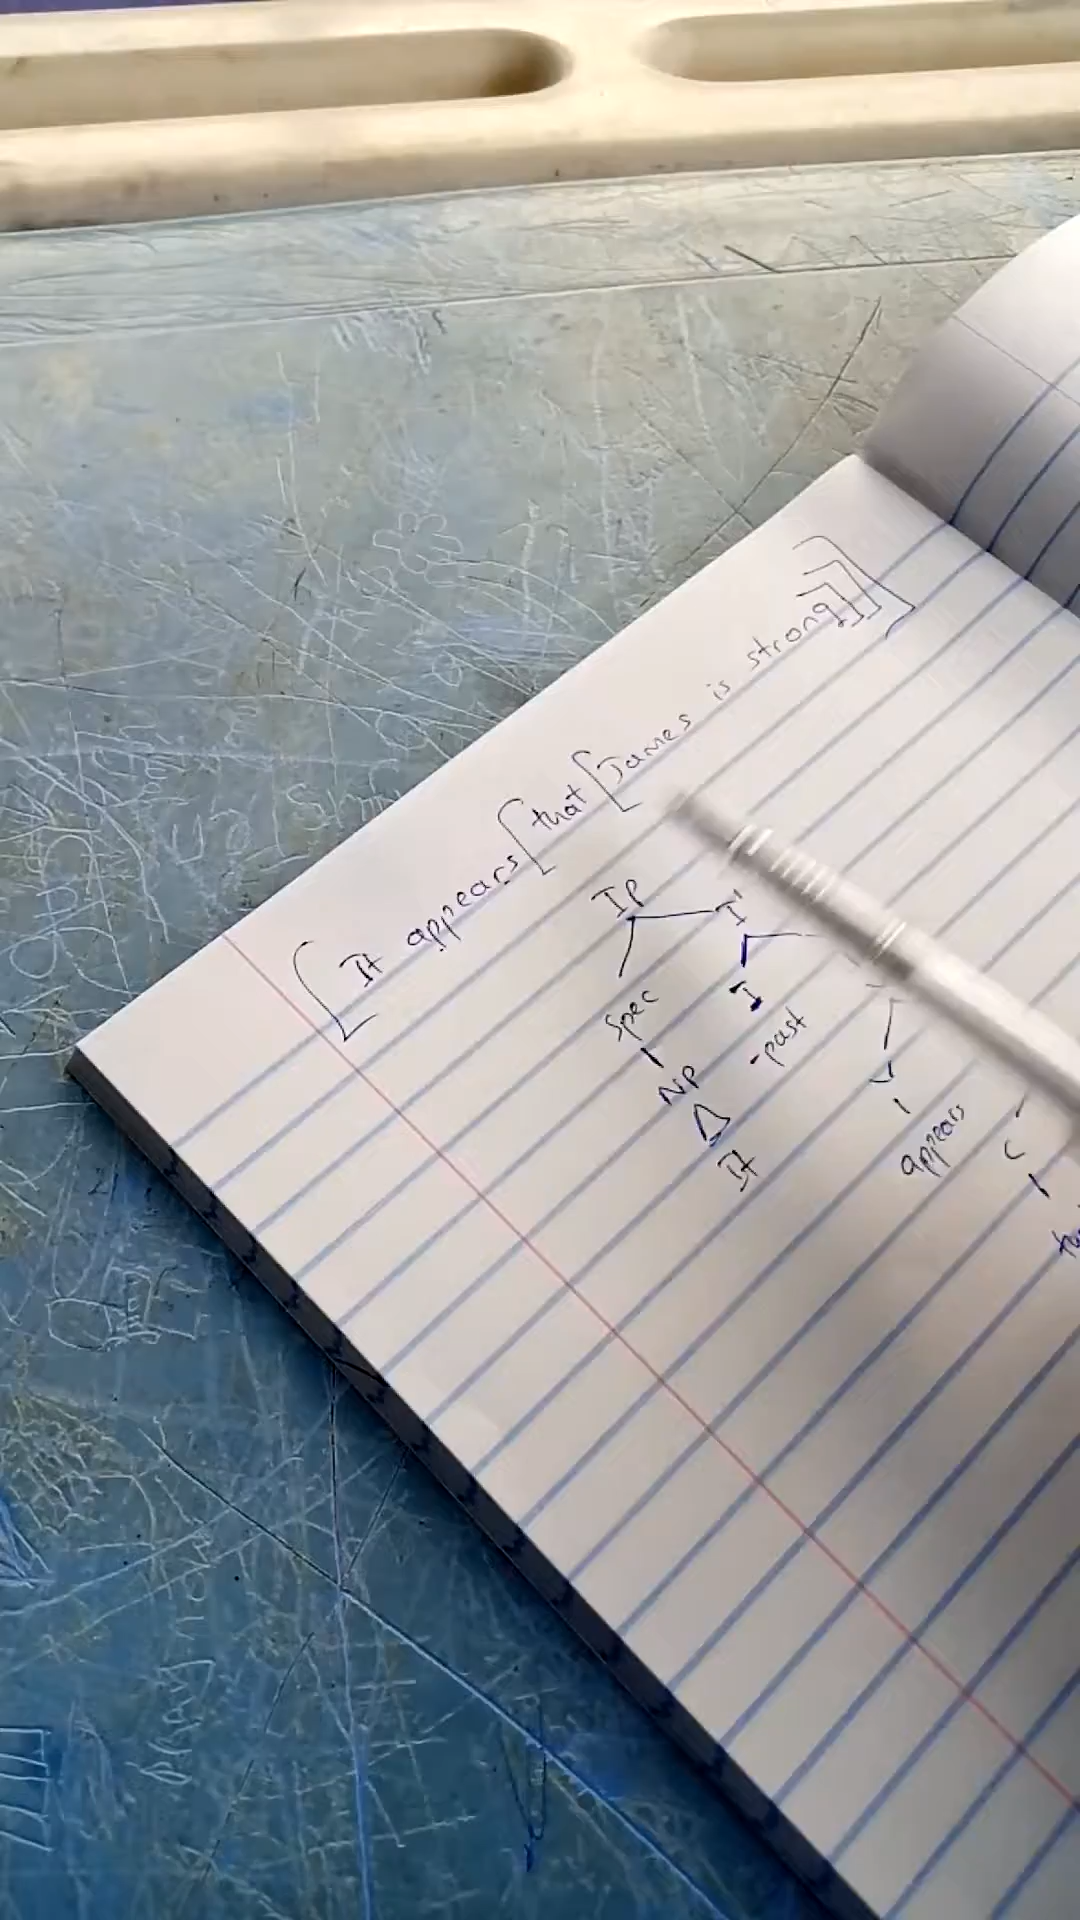 [It appears [that [James is strong]]]
IP I'
Spec I
NP -past V
It appears C